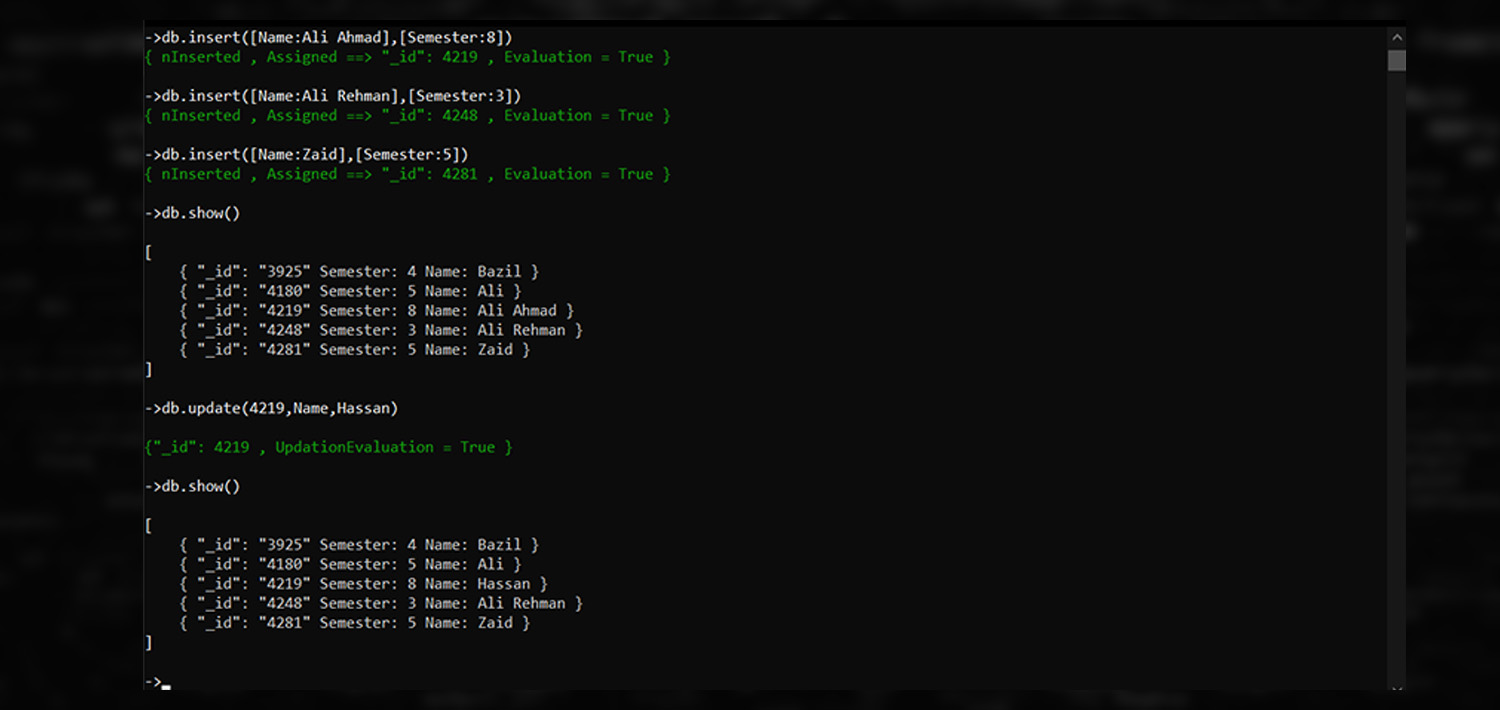 ->db.insert([Name:Ali Ahmad],[Semester:8])
{ nInserted , Assigned ==> "_id": 4219 , Evaluation = True }
->db.insert([Name:Ali Rehman],[Semester:3])
{ nInserted , Assigned ==> "_id": 4248 , Evaluation = True }
->db.insert([Name:Zaid],[Semester:5])
{ nInserted , Assigned ==> "_id": 4281 , Evaluation = True }
->db.show()
[
{ "_id": "3925" Semester: 4 Name: Bazil }
{ "_id": "4180" Semester: 5 Name: Ali }
{ "_id": "4219" Semester: 8 Name: Ali Ahmad }
{ "_id": "4248" Semester: 3 Name: Ali Rehman }
{ "_id": "4281" Semester: 5 Name: Zaid }
]
->db.update(4219,Name,Hassan)
{"_id": 4219 , UpdationEvaluation = True }
->db.show()
[
{ "_id": "3925" Semester: 4 Name: Bazil }
{ "_id": "4180" Semester: 5 Name: Ali }
{ "_id": "4219" Semester: 8 Name: Hassan }
{ "_id": "4248" Semester: 3 Name: Ali Rehman }
{ "_id": "4281" Semester: 5 Name: Zaid }
]
->